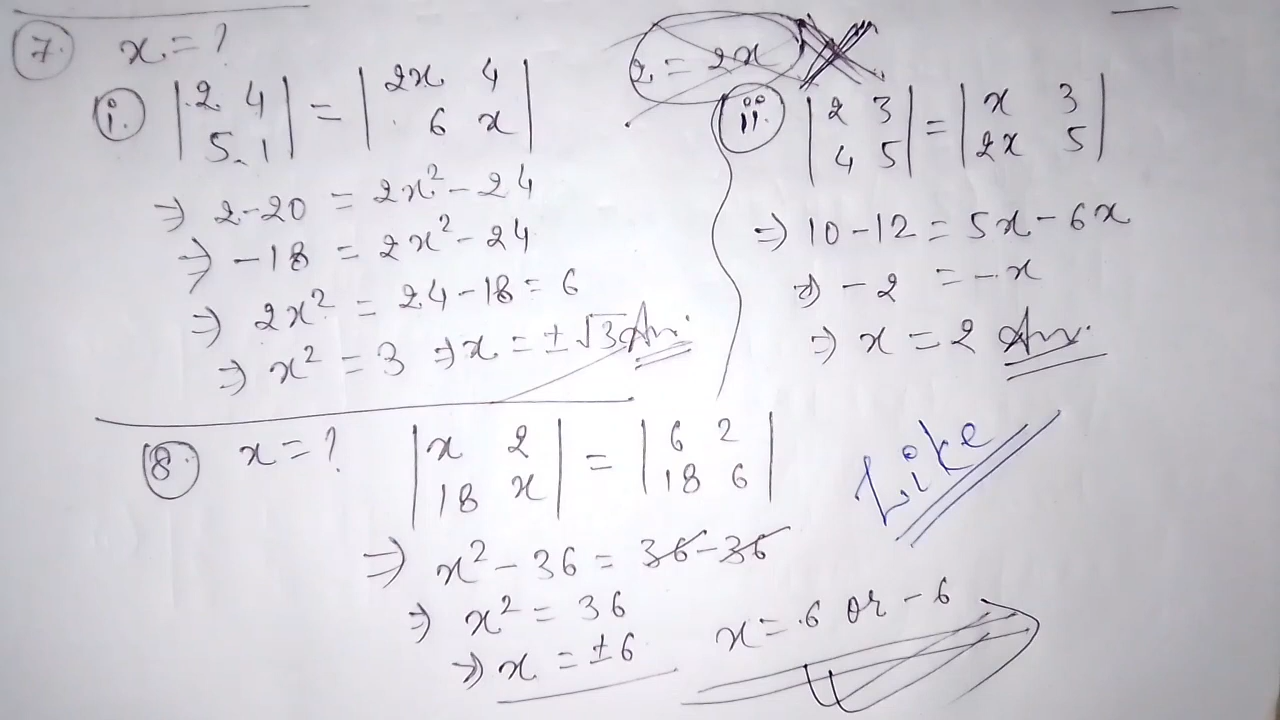 7. x = ?
i. | 2 4 | = | 2x 4 |
| 5 1 | | 6 x |
⇒ 2-20 = 2x² - 24
⇒ -18 = 2x² - 24
⇒ 2x² = 24-18 = 6
⇒ x² = 3 ⇒ x = ±√3 Ans.
2 = 2x
ii. | 2 3 | = | x 3 |
| 4 5 | | 2x 5 |
⇒ 10 - 12 = 5x - 6x
⇒ -2 = -x
⇒ x = 2 Ans.
8. x = ? | x 2 | = | 6 2 |
| 18 x | | 18 6 |
⇒ x² - 36 = 36 - 36
⇒ x² = 36
⇒ x = ±6
x = 6 or -6
Like